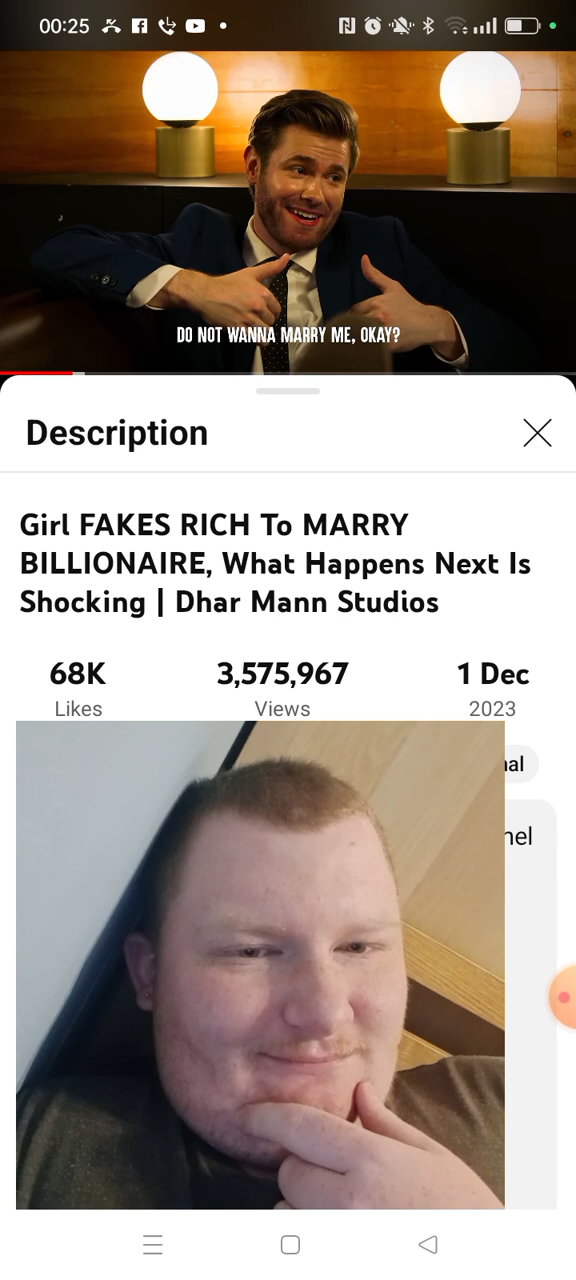 00:25
DO NOT WANNA MARRY ME, OKAY?
Description
Girl FAKES RICH To MARRY
BILLIONAIRE, What Happens Next Is
Shocking | Dhar Mann Studios
68K 3,575,967 1 Dec
Likes Views 2023
nal
nel